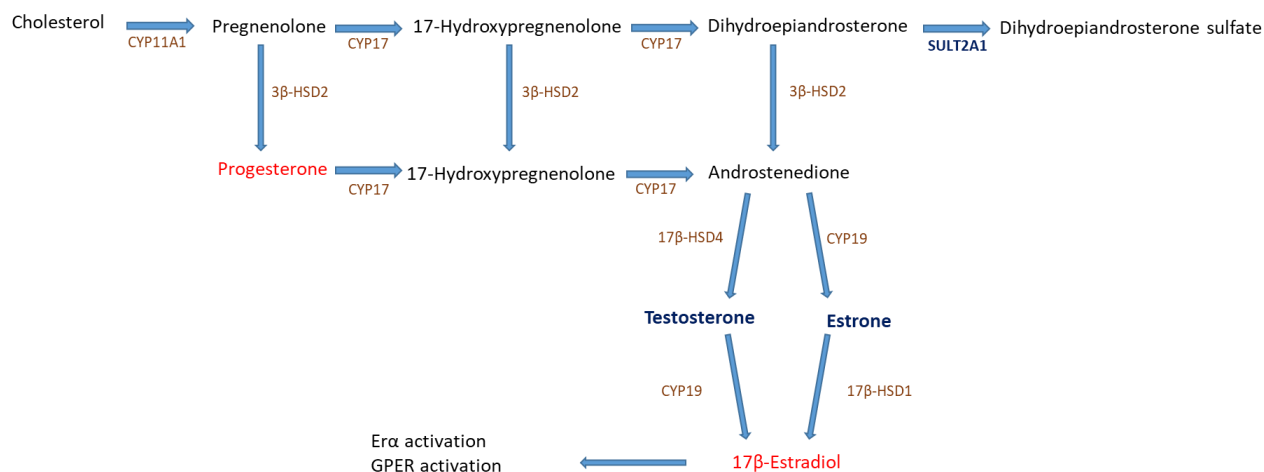 Cholesterol
CYP11A1
Pregnenolone
CYP17
17-Hydroxypregnenolone
CYP17
Dihydroepiandrosterone
SULT2A1
Dihydroepiandrosterone sulfate
3β-HSD2
3β-HSD2
3β-HSD2
Progesterone
CYP17
17-Hydroxypregnenolone
CYP17
Androstenedione
17β-HSD4
CYP19
Testosterone
Estrone
CYP19
17β-HSD1
Erα activation
GPER activation
17β-Estradiol